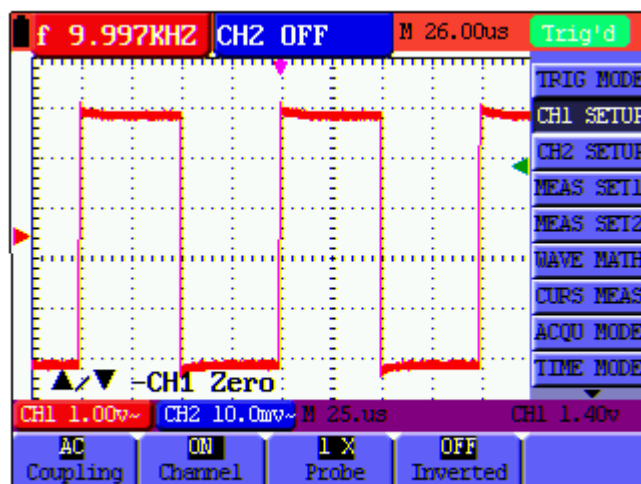 f 9.997KHZ CH2 OFF M 26.00us Trig'd
TRIG MODE
CH1 SETUP
CH2 SETUP
MEAS SET1
MEAS SET2
WAVE MATH
CURS MEAS
ACQU MODE
TIME MODE
▲/▼ -CH1 Zero
CH1 1.00v~ CH2 10.0mv~ M 25.us CH1 1.40v
AC ON 1 X OFF
Coupling Channel Probe Inverted